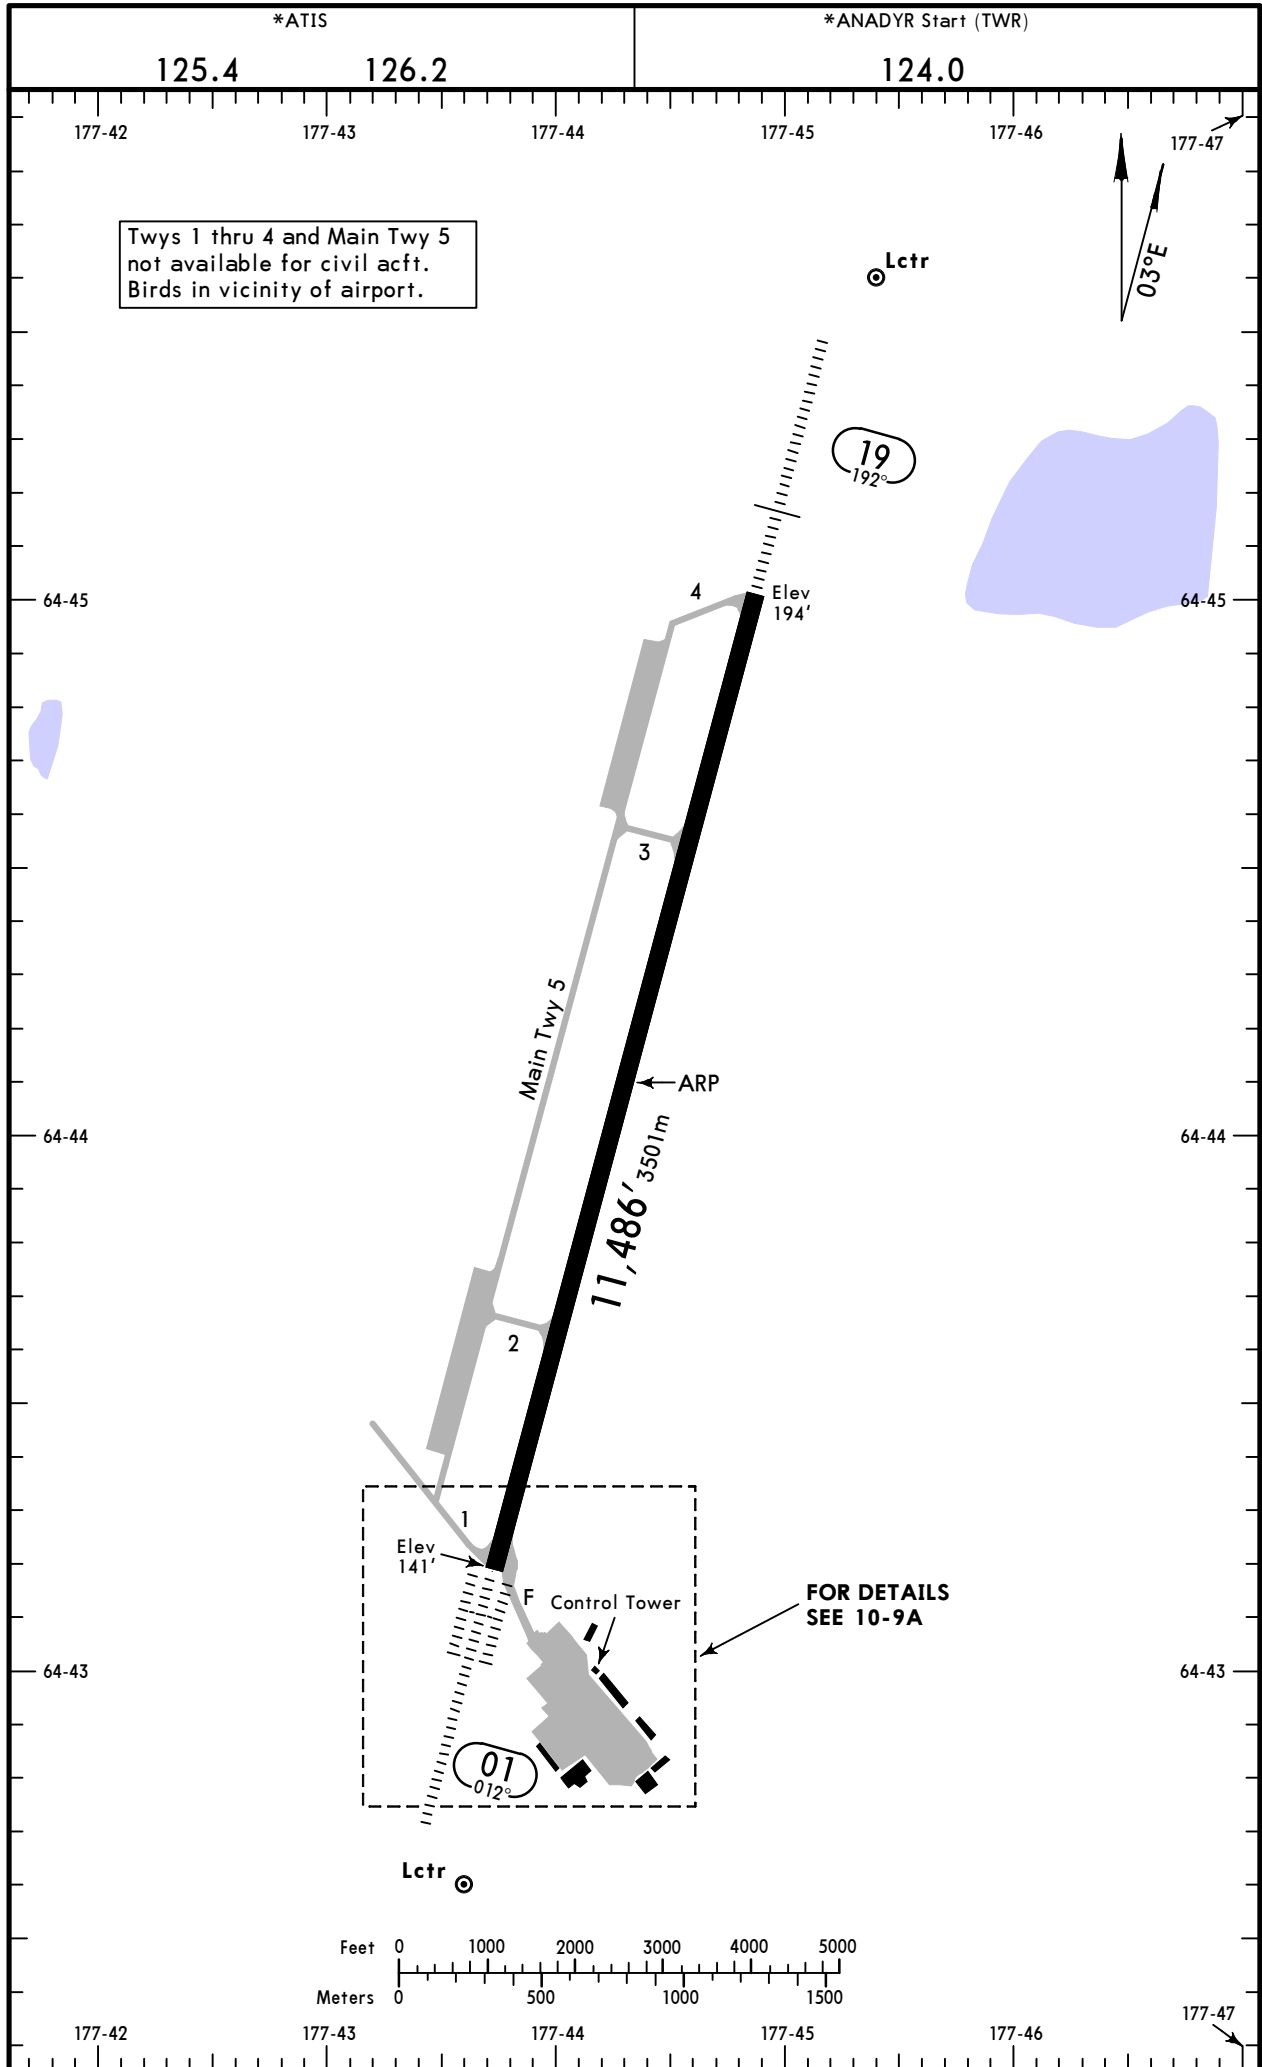 *ATIS
*ANADYR Start (TWR)
125.4
126.2
124.0
177-42
177-43
177-44
177-45
177-46
177-47
03°E
Twys 1 thru 4 and Main Twy 5
not available for civil acft.
Birds in vicinity of airport.
Lctr
19
192°
64-45
4
Elev
194'
64-45
3
Main Twy 5
ARP
64-44
11,486' 3501m
64-44
2
1
Elev
141'
F
Control Tower
FOR DETAILS
SEE 10-9A
64-43
64-43
01
012°
Lctr
Feet 0 1000 2000 3000 4000 5000
Meters 0 500 1000 1500
177-42
177-43
177-44
177-45
177-46
177-47